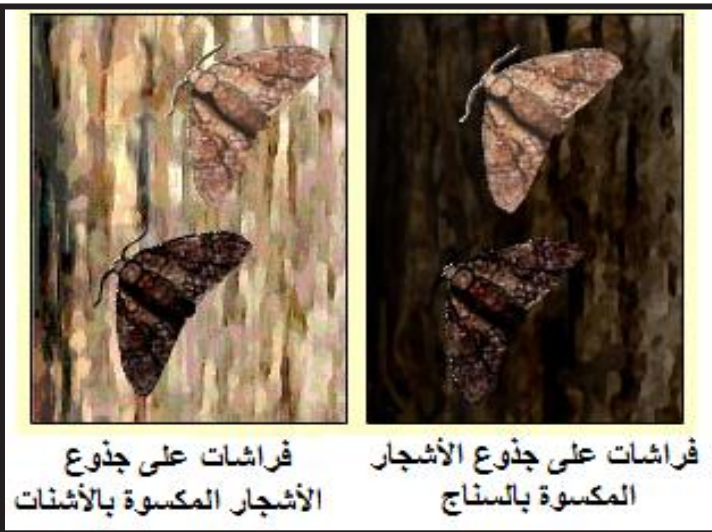 فراشات على جذوع الأشجار
المكسوة بالسناج
فراشات على جذوع
الأشجار المكسوة بالأشنات